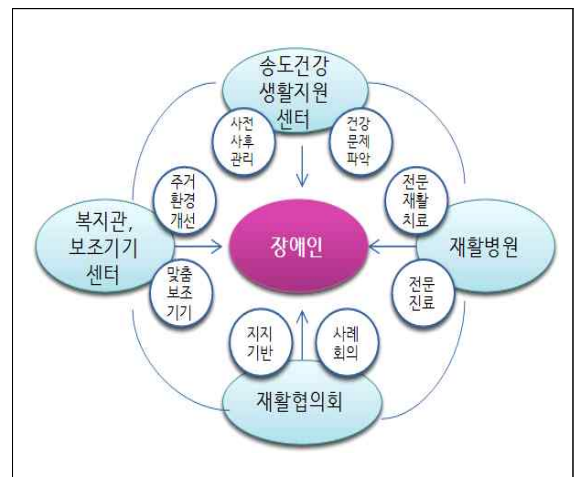 송도건강
생활지원
센터
사전
사후
관리
건강
문제
파악
주거
환경
개선
전문
재활
치료
복지관,
보조기기
센터
장애인
재활병원
맞춤
보조
기기
전문
진료
지지
기반
사례
회의
재활협의회